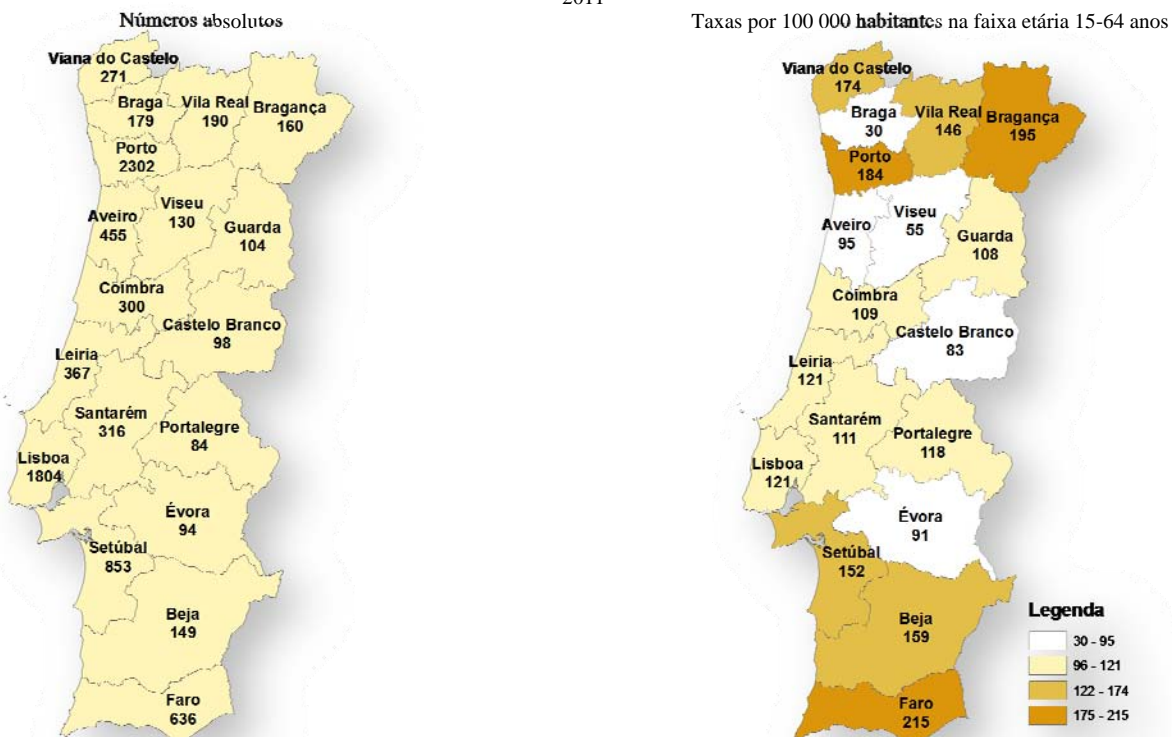 2011
Números absolutos
Viana do Castelo
271
Braga
179
Vila Real
190
Bragança
160
Porto
2302
Aveiro
455
Viseu
130
Guarda
104
Coimbra
300
Castelo Branco
98
Leiria
367
Santarém
316
Portalegre
84
Lisboa
1804
Évora
94
Setúbal
853
Beja
149
Faro
636
Taxas por 100 000 habitantes na faixa etária 15-64 anos
Viana do Castelo
174
Braga
30
Vila Real
146
Bragança
195
Porto
184
Aveiro
95
Viseu
55
Guarda
108
Coimbra
109
Castelo Branco
83
Leiria
121
Santarém
111
Portalegre
118
Lisboa
121
Évora
91
Setúbal
152
Beja
159
Faro
215
Legenda
30 - 95
96 - 121
122 - 174
175 - 215